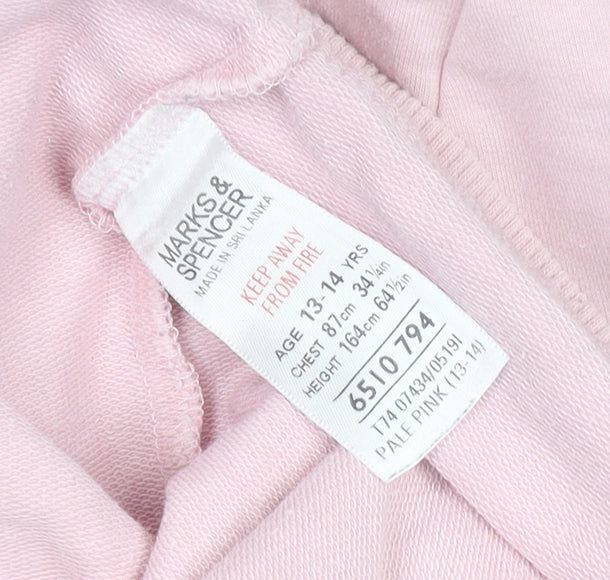 MARKS &
SPENCER
MADE IN SRI LANKA
KEEP AWAY
FROM FIRE
AGE 13-14 YRS
CHEST 87cm 34¼in
HEIGHT 164cm 64½in
6510 794
T74 07434/0519I
PALE PINK (13-14)